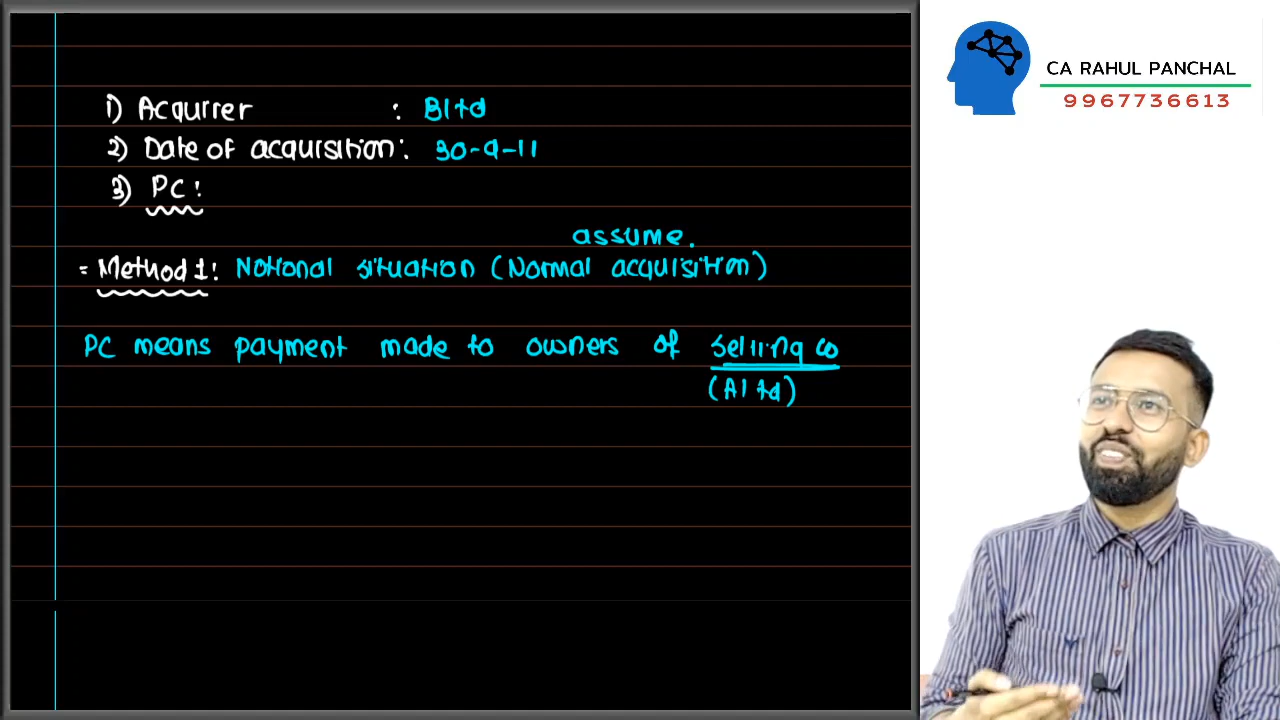 1) Acqurrer : B ltd
2) Date of acquisition: 30-9-11
3) PC:
assume.
= Method 1: Notional situation (Normal acquisition)
PC means payment made to owners of Selling co
(A ltd)
CA RAHUL PANCHAL
9967736613